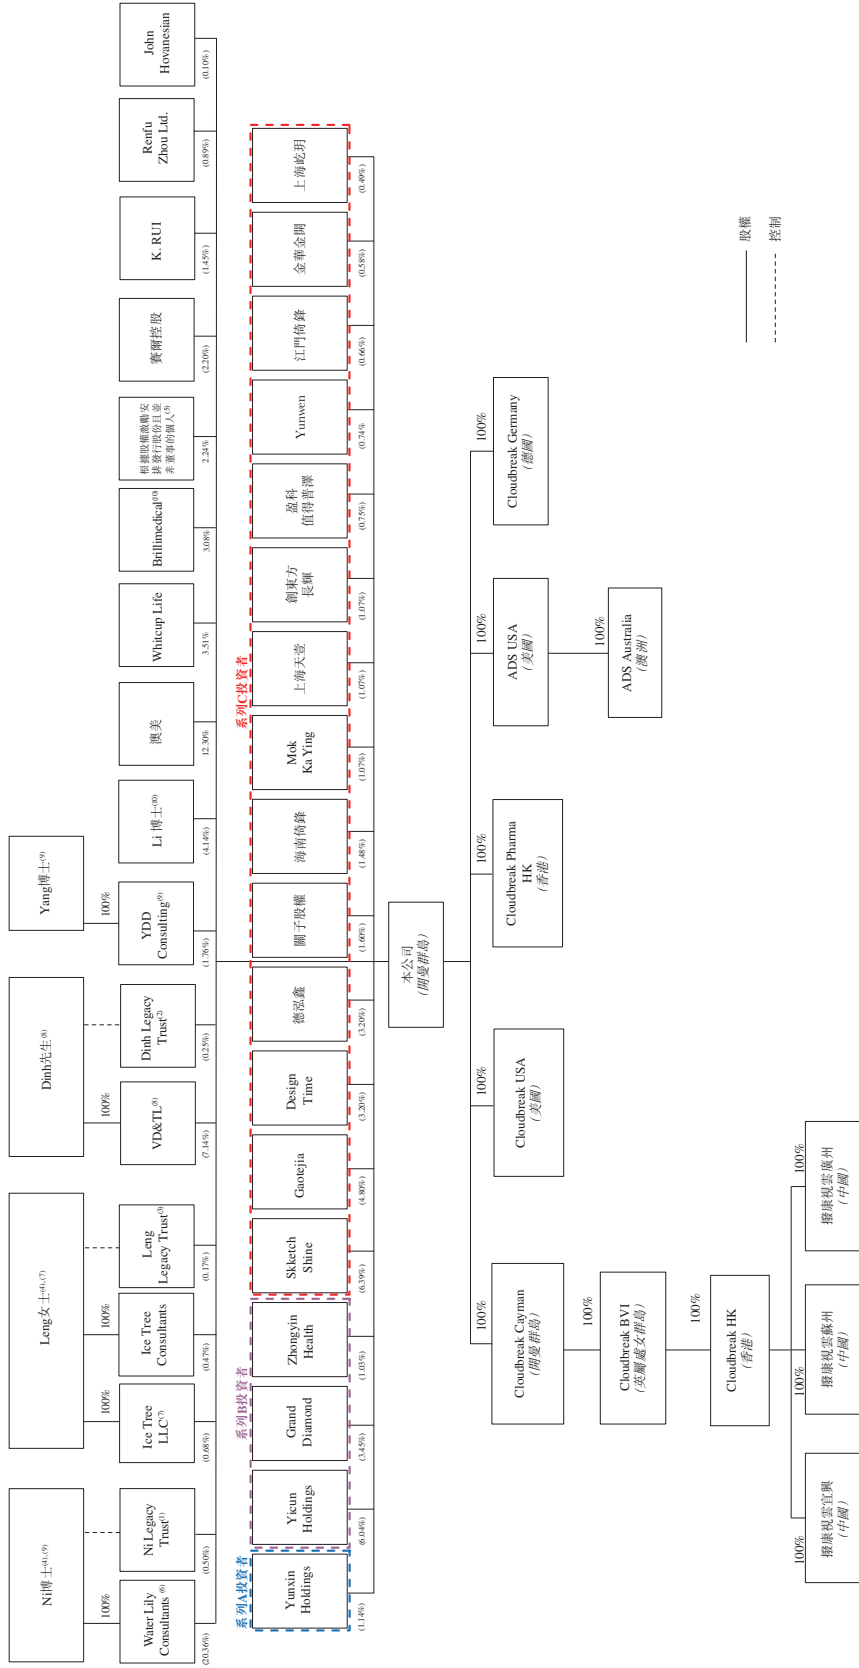 Ni博士⁽⁴⁾,⁽⁹⁾
Leng女士⁽⁴⁾,⁽⁷⁾
Dinh先生⁽⁸⁾
Yang博士⁽⁹⁾
100%
100%
100%
100%
100%
Water Lily
Consultants ⁽⁶⁾
Ni Legacy
Trust⁽¹⁾
Ice Tree
LLC⁽⁷⁾
Ice Tree
Consultants
Leng
Legacy Trust⁽³⁾
VD&TL⁽⁸⁾
Dinh Legacy
Trust⁽²⁾
YDD
Consulting⁽⁹⁾
Li 博士⁽¹⁰⁾
澳美
Whitcup Life
Brillimedical⁽¹⁰⁾
根據股權激勵安
排發行股份且並
非董事的個人⁽⁵⁾
賽爾控股
K. RUI
Renfu
Zhou Ltd.
John
Hovanesian
(20.36%)
(0.50%)
(0.68%)
(0.47%)
(0.17%)
(7.14%)
(0.25%)
(1.76%)
(4.14%)
12.30%
3.51%
3.08%
2.24%
(2.20%)
(1.45%)
(0.89%)
(0.10%)
系列A投資者
系列B投資者
系列C投資者
Yunxin
Holdings
Yicun
Holdings
Grand
Diamond
Zhongyin
Health
Skketch
Shine
Gaotejia
Design
Time
德泓鑫
關子股權
海南倚鋒
Mok
Ka Ying
上海天壹
創東方
長輝
盈科
值得普澤
Yunwen
江門倚鋒
金華金開
上海屹玥
(1.14%)
(6.04%)
(3.45%)
(1.03%)
(6.39%)
(4.80%)
(3.20%)
(3.20%)
(1.60%)
(1.48%)
(1.07%)
(1.07%)
(1.07%)
(0.75%)
(0.74%
(0.66%)
(0.58%)
(0.49%)
本公司
(開曼群島)
100%
100%
100%
100%
100%
Cloudbreak Cayman
(開曼群島)
Cloudbreak USA
(美國)
Cloudbreak Pharma
HK
(香港)
ADS USA
(美國)
Cloudbreak Germany
(德國)
100%
100%
Cloudbreak BVI
(英屬處女群島)
ADS Australia
(澳洲)
100%
Cloudbreak HK
(香港)
100%
100%
100%
撥康視雲宜興
(中國)
撥康視雲蘇州
(中國)
撥康視雲廣州
(中國)
股權
控制